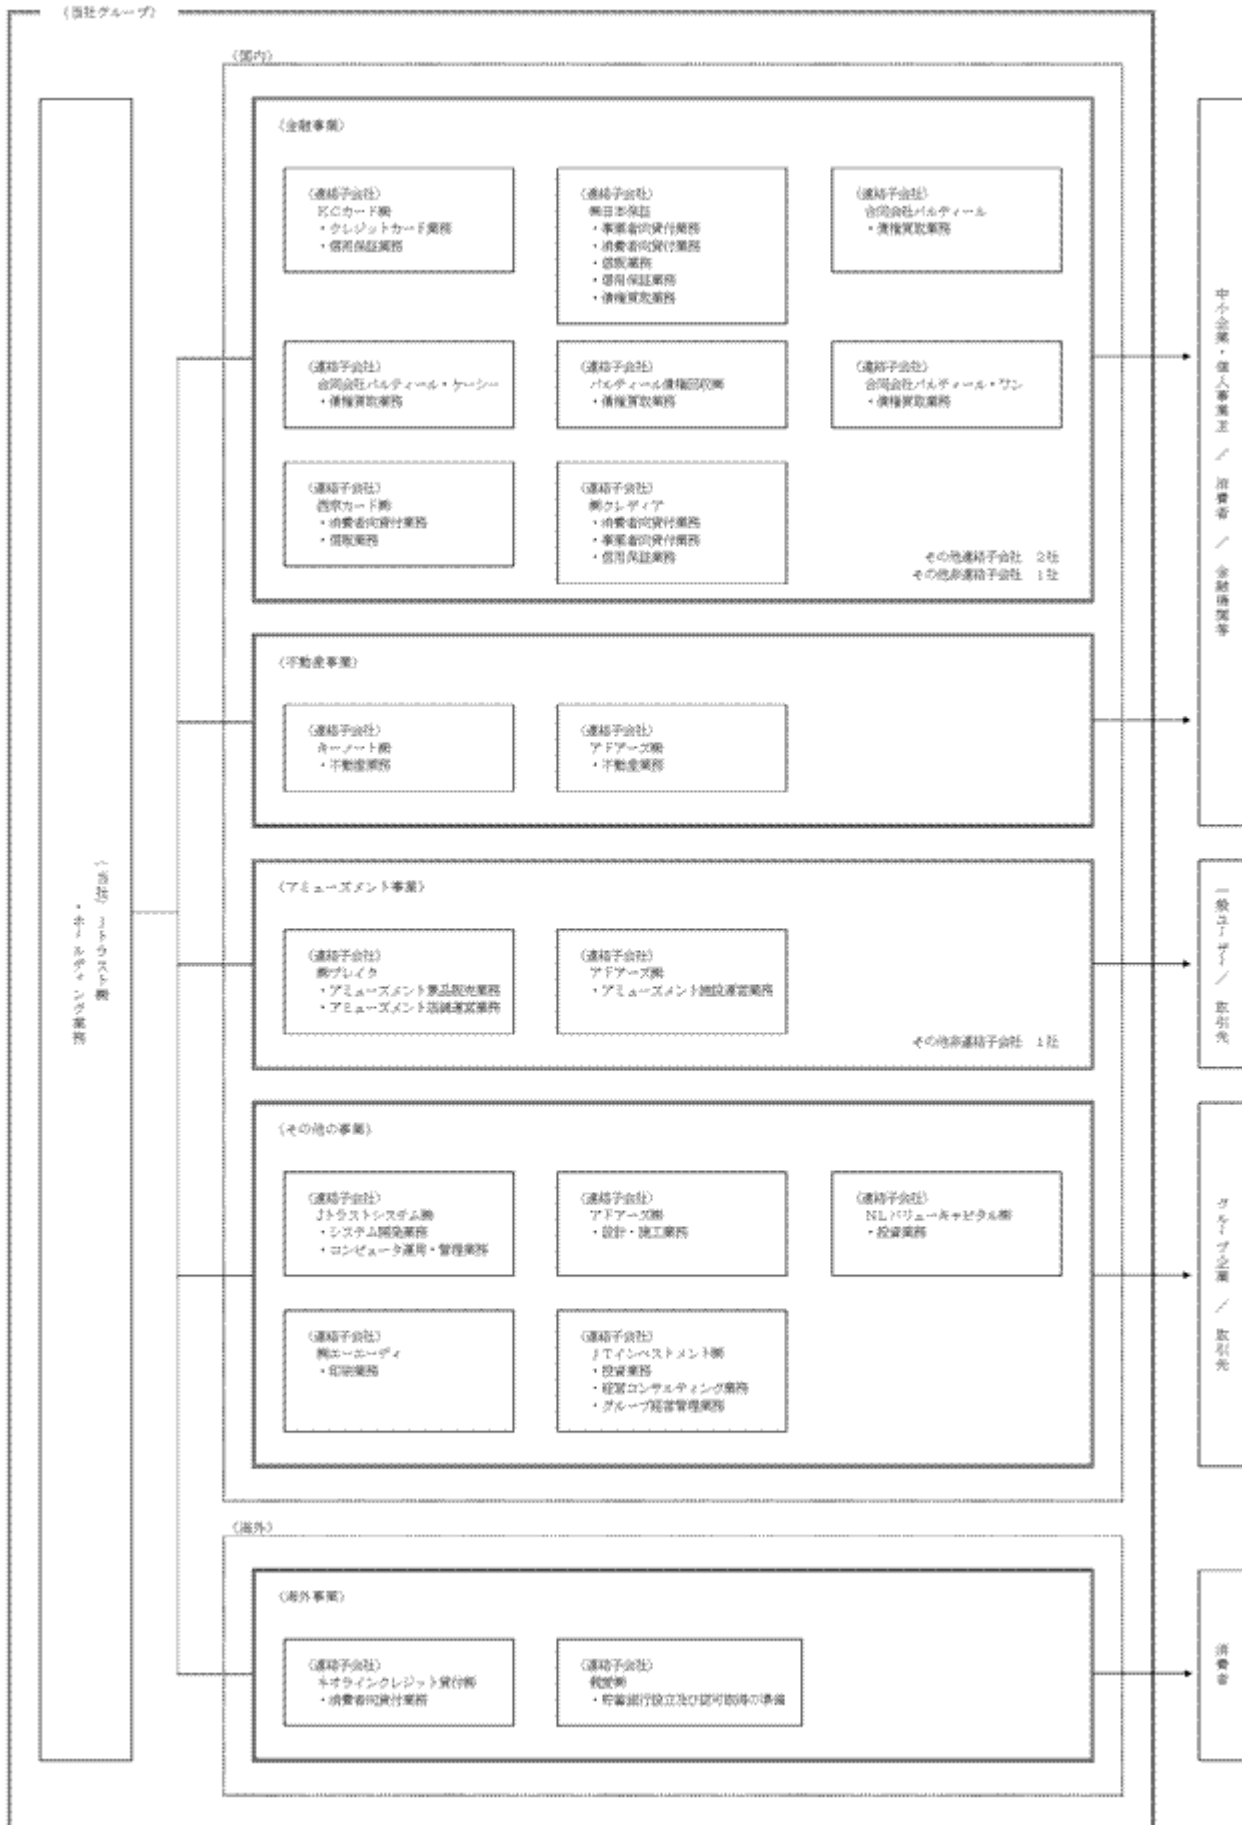 （当社グループ）
（国内）
（当社）Ｊトラスト㈱
・ホールディング業務
（金融事業）
（連結子会社）
ＫＣカード㈱
・クレジットカード業務
・信用保証業務
（連結子会社）
㈱日本保証
・事業者向貸付業務
・消費者向貸付業務
・信販業務
・信用保証業務
・債権買取業務
（連結子会社）
合同会社パルティール
・債権買取業務
（連結子会社）
合同会社パルティール・ケーシー
・債権買取業務
（連結子会社）
パルティール債権回収㈱
・債権買取業務
（連結子会社）
合同会社パルティール・ワン
・債権買取業務
（連結子会社）
西京カード㈱
・消費者向貸付業務
・信販業務
（連結子会社）
㈱クレディア
・消費者向貸付業務
・事業者向貸付業務
・信用保証業務
その他連結子会社　２社
その他非連結子会社　１社
中小企業・個人事業主　／　消費者　／　金融機関等
（不動産事業）
（連結子会社）
キーノート㈱
・不動産業務
（連結子会社）
アドアーズ㈱
・不動産業務
（アミューズメント事業）
（連結子会社）
㈱ブレイク
・アミューズメント景品販売業務
・アミューズメント店舗運営業務
（連結子会社）
アドアーズ㈱
・アミューズメント施設運営業務
その他非連結子会社　１社
一般ユーザー　／　取引先
（その他の事業）
（連結子会社）
Ｊトラストシステム㈱
・システム開発業務
・コンピュータ運用・管理業務
（連結子会社）
アドアーズ㈱
・設計・施工業務
（連結子会社）
ＮＬバリューキャピタル㈱
・投資業務
（連結子会社）
㈱エーエーディ
・印刷業務
（連結子会社）
ＪＴインベストメント㈱
・投資業務
・経営コンサルティング業務
・グループ経営管理業務
グループ企業　／　取引先
（海外）
（海外事業）
（連結子会社）
ネオラインクレジット貸付㈱
・消費者向貸付業務
（連結子会社）
親愛㈱
・貯蓄銀行設立及び認可取得の準備
消費者